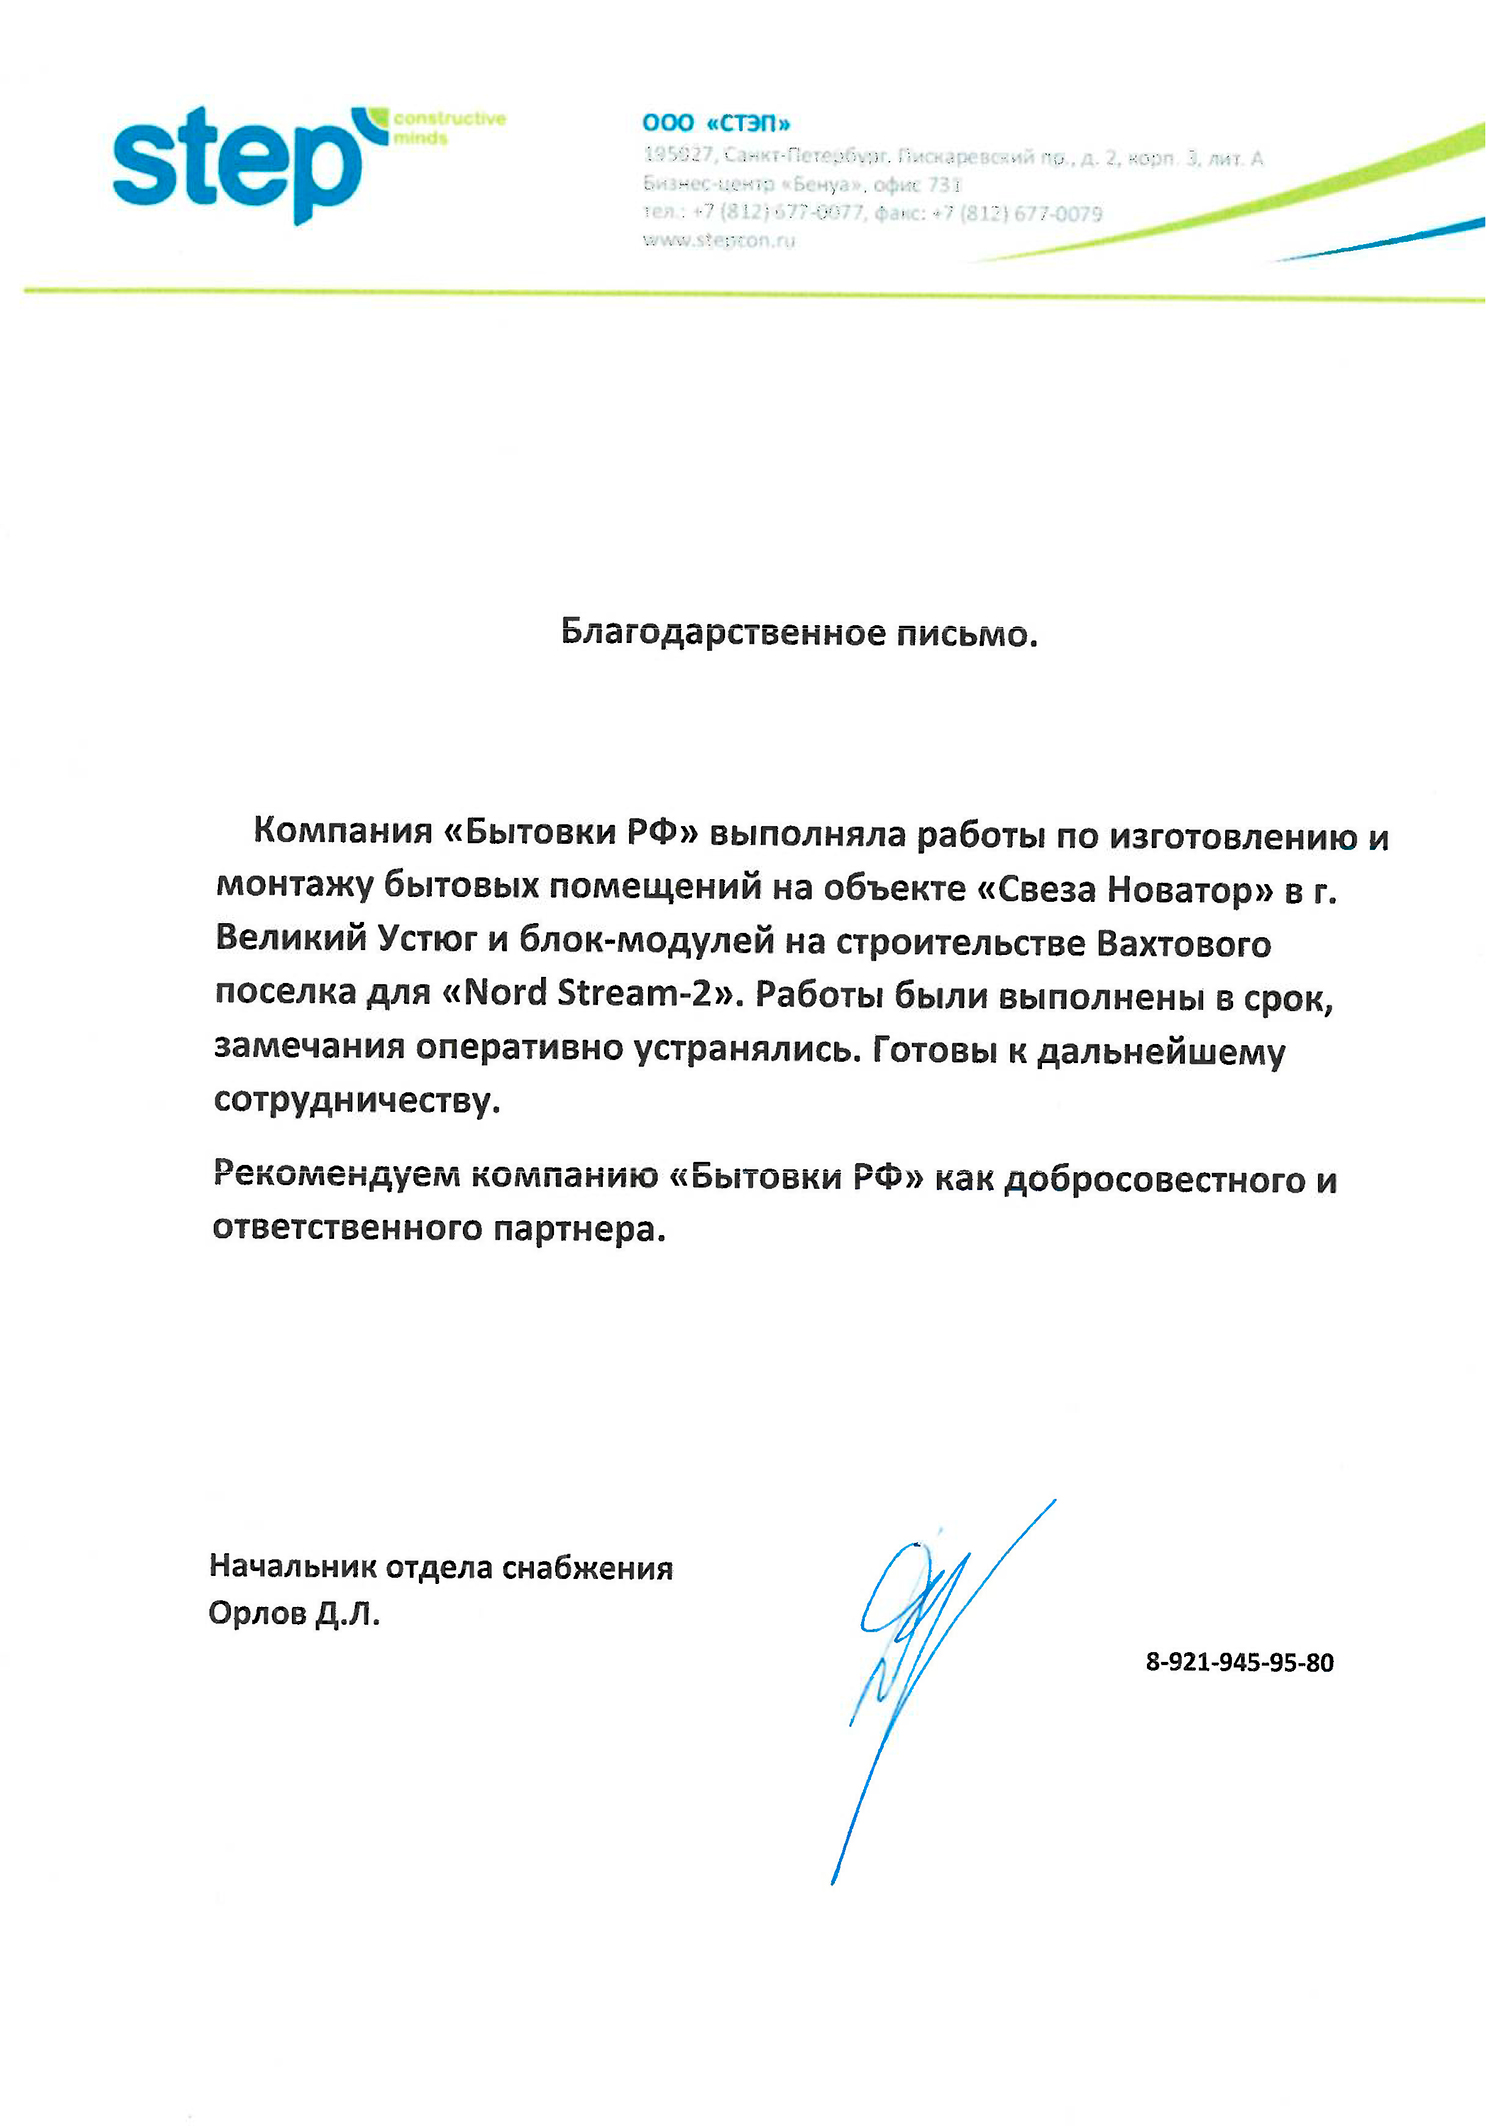 step
constructive
minds
ООО «СТЭП»
195027, Санкт-Петербург, Пискаревский пр., д. 2, корп. 3, лит. А
Бизнес-центр «Бенуа», офис 731
тел.: +7 (812) 677-0077, факс: +7 (812) 677-0079
www.stepcon.ru
Благодарственное письмо.
Компания «Бытовки РФ» выполняла работы по изготовлению и
монтажу бытовых помещений на объекте «Свеза Новатор» в г.
Великий Устюг и блок-модулей на строительстве Вахтового
поселка для «Nord Stream-2». Работы были выполнены в срок,
замечания оперативно устранялись. Готовы к дальнейшему
сотрудничеству.
Рекомендуем компанию «Бытовки РФ» как добросовестного и
ответственного партнера.
Начальник отдела снабжения
Орлов Д.Л.
8-921-945-95-80